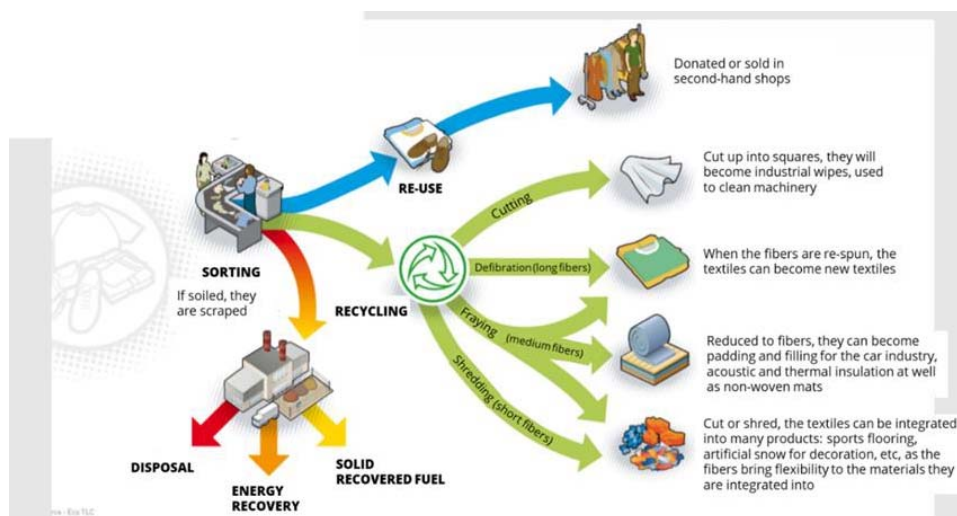 Donated or sold in
second-hand shops
RE-USE
Cutting
Cut up into squares, they will
become industrial wipes, used
to clean machinery
SORTING
If soiled, they
are scraped
RECYCLING
Defibration (long fibers)
When the fibers are re-spun, the
textiles can become new textiles
Fraying (medium fibers)
Reduced to fibers, they can become
padding and filling for the car industry,
acoustic and thermal insulation at well
as non-woven mats
Shredding (short fibers)
Cut or shred, the textiles can be integrated
into many products: sports flooring,
artificial snow for decoration, etc, as the
fibers bring flexibility to the materials they
are integrated into
DISPOSAL
ENERGY
RECOVERY
SOLID
RECOVERED FUEL
- Eco TLC